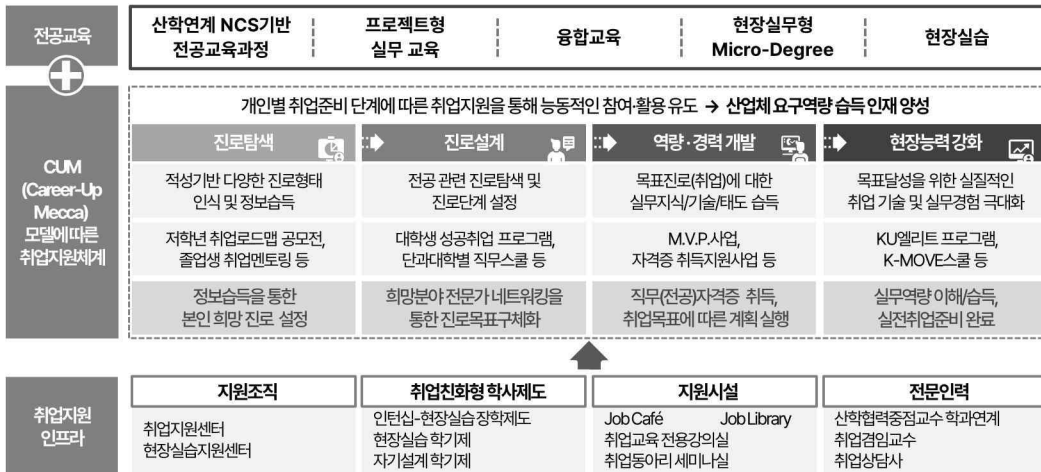 전공교육
산학연계 NCS기반
전공교육과정
프로젝트형
실무 교육
융합교육
현장실무형
Micro-Degree
현장실습
CUM
(Career-Up
Mecca)
모델에 따른
취업지원체계
개인별 취업준비 단계에 따른 취업지원을 통해 능동적인 참여·활용 유도 → 산업체 요구역량 습득 인재 양성
진로탐색
진로설계
역량·경력 개발
현장능력 강화
적성기반 다양한 진로형태
인식 및 정보습득
전공 관련 진로탐색 및
진로단계 설정
목표진로(취업)에 대한
실무지식/기술/태도 습득
목표달성을 위한 실질적인
취업 기술 및 실무경험 극대화
저학년 취업로드맵 공모전,
졸업생 취업멘토링 등
대학생 성공취업 프로그램,
단과대학별 직무스쿨 등
M.V.P.사업,
자격증 취득지원사업 등
KU엘리트 프로그램,
K-MOVE스쿨 등
정보습득을 통한
본인 희망 진로 설정
희망분야 전문가 네트워킹을
통한 진로목표구체화
직무(전공)자격증 취득,
취업목표에 따른 계획 실행
실무역량 이해/습득,
실전취업준비 완료
취업지원
인프라
지원조직
취업지원센터
현장실습지원센터
취업친화형 학사제도
인턴십-현장실습 장학제도
현장실습 학기제
자기설계 학기제
지원시설
Job Café Job Library
취업교육 전용강의실
취업동아리 세미나실
전문인력
산학협력중점교수 학과연계
취업겸임교수
취업상담사